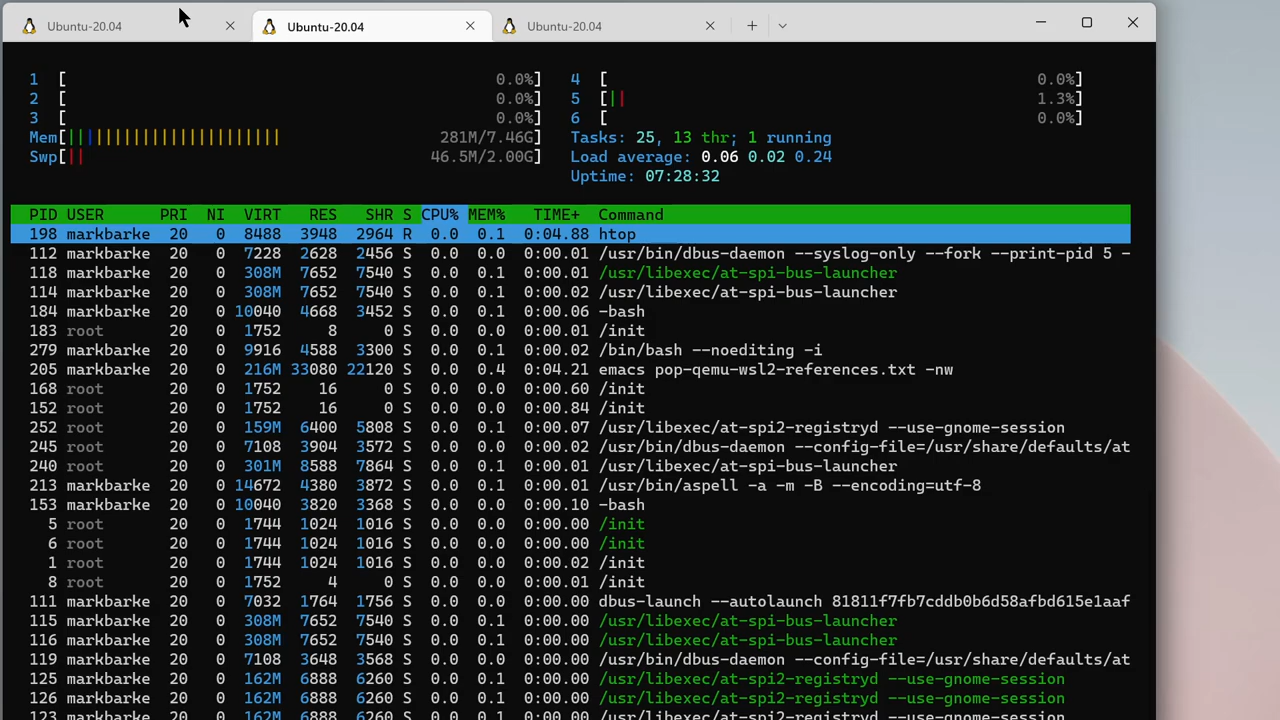 Ubuntu-20.04 Ubuntu-20.04 Ubuntu-20.04
1 [ 0.0%] 4 [ 0.0%]
2 [ 0.0%] 5 [|| 1.3%]
3 [ 0.0%] 6 [ 0.0%]
Mem[||||||||||||||||||||||| 281M/7.46G] Tasks: 25, 13 thr; 1 running
Swp[|| 46.5M/2.00G] Load average: 0.06 0.02 0.24
Uptime: 07:28:32
PID USER PRI NI VIRT RES SHR S CPU% MEM% TIME+ Command
198 markbarke 20 0 8488 3948 2964 R 0.0 0.1 0:04.88 htop
112 markbarke 20 0 7228 2628 2456 S 0.0 0.0 0:00.01 /usr/bin/dbus-daemon --syslog-only --fork --print-pid 5 -
118 markbarke 20 0 308M 7652 7540 S 0.0 0.1 0:00.01 /usr/libexec/at-spi-bus-launcher
114 markbarke 20 0 308M 7652 7540 S 0.0 0.1 0:00.02 /usr/libexec/at-spi-bus-launcher
184 markbarke 20 0 10040 4668 3452 S 0.0 0.1 0:00.06 -bash
183 root 20 0 1752 8 0 S 0.0 0.0 0:00.01 /init
279 markbarke 20 0 9916 4588 3300 S 0.0 0.1 0:00.02 /bin/bash --noediting -i
205 markbarke 20 0 216M 33080 22120 S 0.0 0.4 0:04.21 emacs pop-qemu-wsl2-references.txt -nw
168 root 20 0 1752 16 0 S 0.0 0.0 0:00.60 /init
152 root 20 0 1752 16 0 S 0.0 0.0 0:00.84 /init
252 markbarke 20 0 159M 6400 5808 S 0.0 0.1 0:00.07 /usr/libexec/at-spi2-registryd --use-gnome-session
245 markbarke 20 0 7108 3904 3572 S 0.0 0.0 0:00.02 /usr/bin/dbus-daemon --config-file=/usr/share/defaults/at
240 markbarke 20 0 301M 8588 7864 S 0.0 0.1 0:00.01 /usr/libexec/at-spi-bus-launcher
213 markbarke 20 0 14672 4380 3872 S 0.0 0.1 0:00.01 /usr/bin/aspell -a -m -B --encoding=utf-8
153 markbarke 20 0 10040 3820 3368 S 0.0 0.0 0:00.10 -bash
5 root 20 0 1744 1024 1016 S 0.0 0.0 0:00.00 /init
6 root 20 0 1744 1024 1016 S 0.0 0.0 0:00.00 /init
1 root 20 0 1744 1024 1016 S 0.0 0.0 0:00.02 /init
8 root 20 0 1752 4 0 S 0.0 0.0 0:00.01 /init
111 markbarke 20 0 7032 1764 1756 S 0.0 0.0 0:00.00 dbus-launch --autolaunch 81811f7fb7cddb0b6d58afbd615e1aaf
115 markbarke 20 0 308M 7652 7540 S 0.0 0.1 0:00.00 /usr/libexec/at-spi-bus-launcher
116 markbarke 20 0 308M 7652 7540 S 0.0 0.1 0:00.00 /usr/libexec/at-spi-bus-launcher
119 markbarke 20 0 7108 3648 3568 S 0.0 0.0 0:00.00 /usr/bin/dbus-daemon --config-file=/usr/share/defaults/at
125 markbarke 20 0 162M 6888 6260 S 0.0 0.1 0:00.00 /usr/libexec/at-spi2-registryd --use-gnome-session
126 markbarke 20 0 162M 6888 6260 S 0.0 0.1 0:00.00 /usr/libexec/at-spi2-registryd --use-gnome-session
123 markbarke 20 0 162M 6888 6260 S 0.0 0.1 0:00.00 /usr/libexec/at-spi2-registryd --use-gnome-session